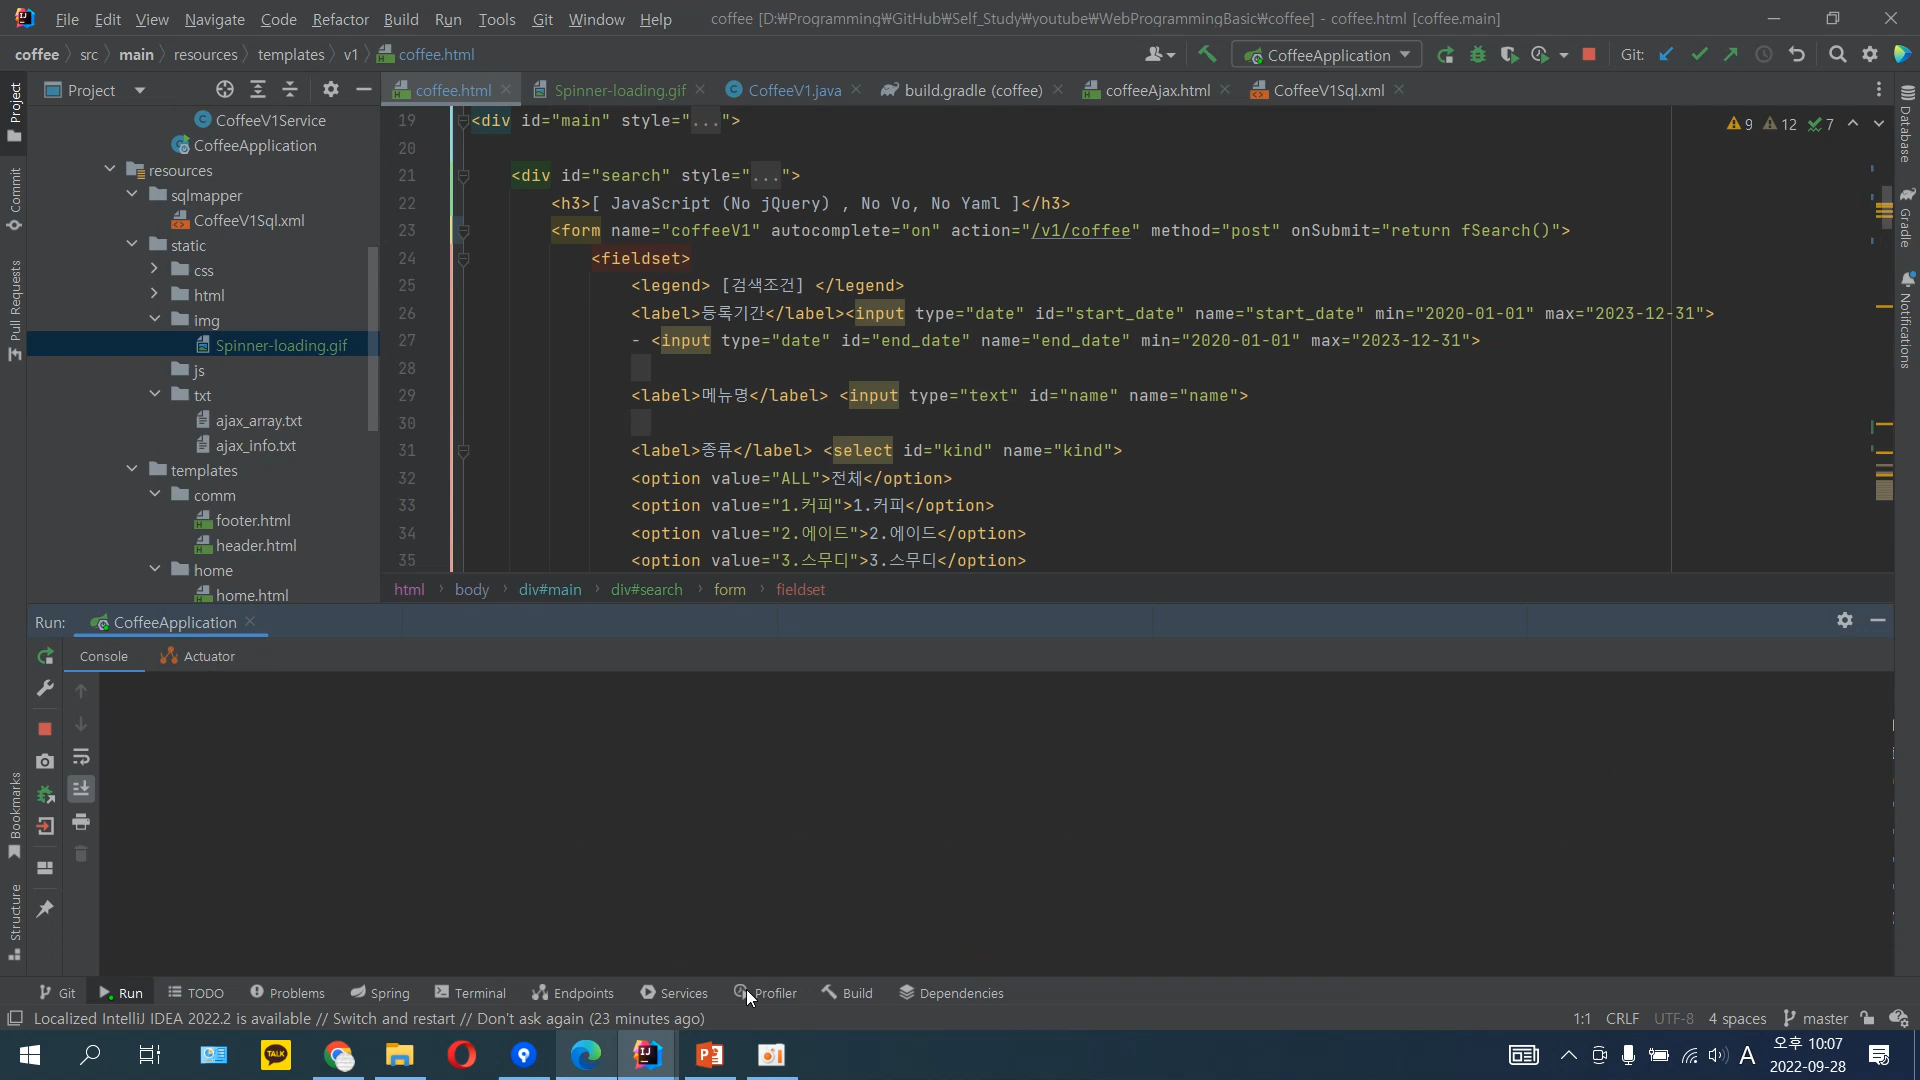 File Edit View Navigate Code Refactor Build Run Tools Git Window Help coffee [D:₩Programming₩GitHub₩Self_Study₩youtube₩WebProgrammingBasic₩coffee] - coffee.html [coffee.main]
coffee src main resources templates v1 coffee.html CoffeeApplication Git:
Project coffee.html Spinner-loading.gif CoffeeV1.java build.gradle (coffee) coffeeAjax.html CoffeeV1Sql.xml
Project
Commit
Pull Requests
Bookmarks
Structure
CoffeeV1Service
CoffeeApplication
resources
sqlmapper
CoffeeV1Sql.xml
static
css
html
img
Spinner-loading.gif
js
txt
ajax_array.txt
ajax_info.txt
templates
comm
footer.html
header.html
home
home.html
19 <div id="main" style="...">
20
21 <div id="search" style="...">
22 <h3>[ JavaScript (No jQuery) , No Vo, No Yaml ]</h3>
23 <form name="coffeeV1" autocomplete="on" action="/v1/coffee" method="post" onSubmit="return fSearch()">
24 <fieldset>
25 <legend> [검색조건] </legend>
26 <label>등록기간</label><input type="date" id="start_date" name="start_date" min="2020-01-01" max="2023-12-31">
27 - <input type="date" id="end_date" name="end_date" min="2020-01-01" max="2023-12-31">
28
29 <label>메뉴명</label> <input type="text" id="name" name="name">
30
31 <label>종류</label> <select id="kind" name="kind">
32 <option value="ALL">전체</option>
33 <option value="1.커피">1.커피</option>
34 <option value="2.에이드">2.에이드</option>
35 <option value="3.스무디">3.스무디</option>
9 12 7
Database
Gradle
Notifications
html body div#main div#search form fieldset
Run: CoffeeApplication
Console Actuator
Git Run TODO Problems Spring Terminal Endpoints Services Profiler Build Dependencies
Localized IntelliJ IDEA 2022.2 is available // Switch and restart // Don't ask again (23 minutes ago) 1:1 CRLF UTF-8 4 spaces master
TALK
IJ
A
오후 10:07
2022-09-28